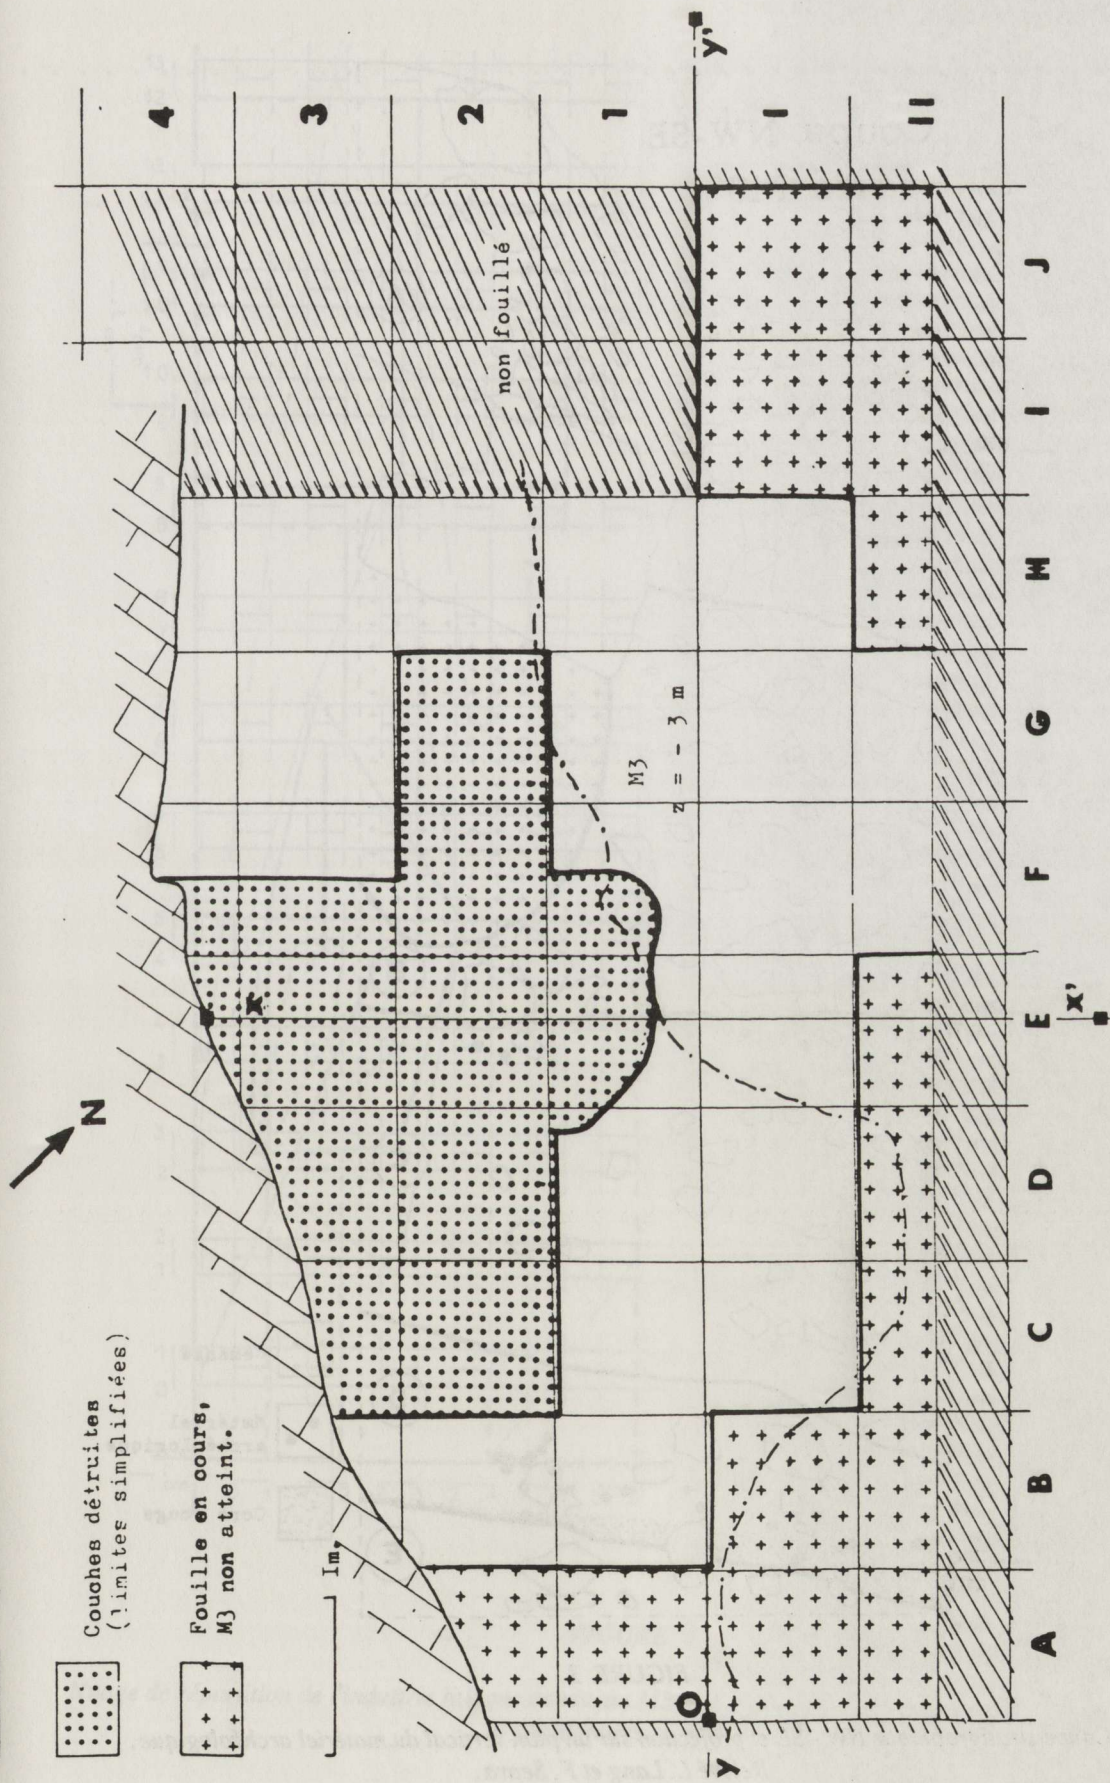 Couches détruites
(limites simplifiées)
Fouille en cours,
M3 non atteint.
1m.
N
non fouillé
M3
z = - 3 m
4
3
2
1
I
II
A
B
C
D
E
F
G
H
I
J
O
x
x'
y
y'